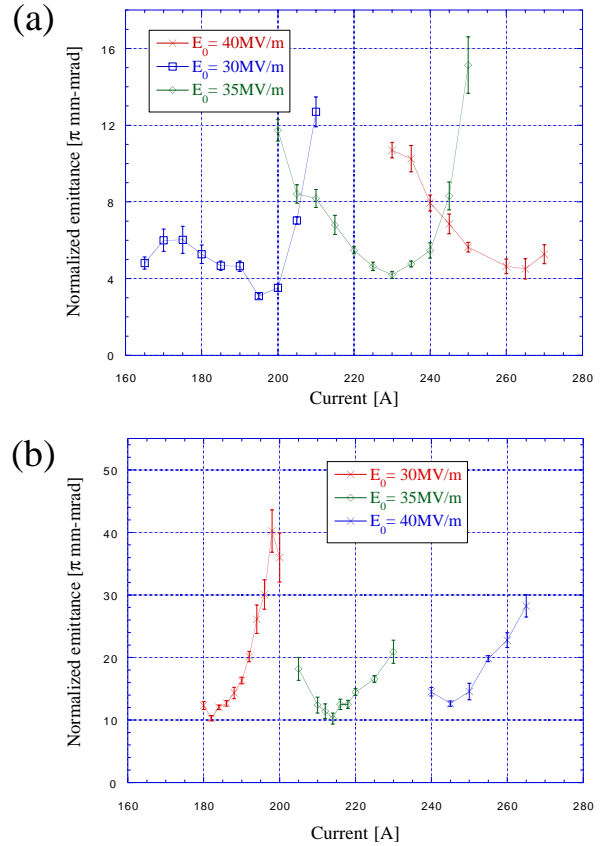 (a)
E0= 40MV/m
E0= 30MV/m
E0= 35MV/m
Normalized emittance [π mm-mrad]
16
12
8
4
0
160 180 200 220 240 260 280
Current [A]
(b)
E0= 30MV/m
E0= 35MV/m
E0= 40MV/m
Normalized emittance [π mm-mrad]
50
40
30
20
10
0
160 180 200 220 240 260 280
Current [A]